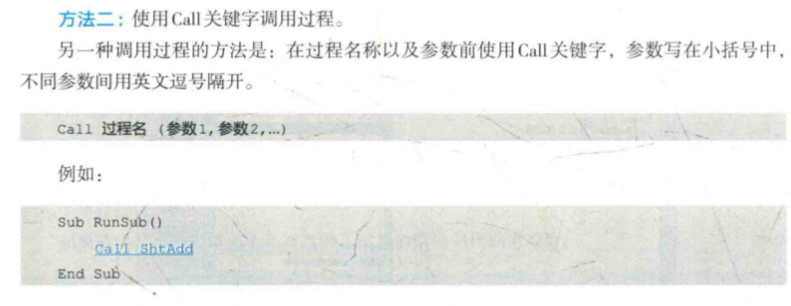 方法二：使用Call关键字调用过程。
另一种调用过程的方法是：在过程名称以及参数前使用Call关键字，参数写在小括号中，
不同参数间用英文逗号隔开。
Call 过程名 (参数1,参数2,…)
例如：
Sub RunSub()
Call ShtAdd
End Sub